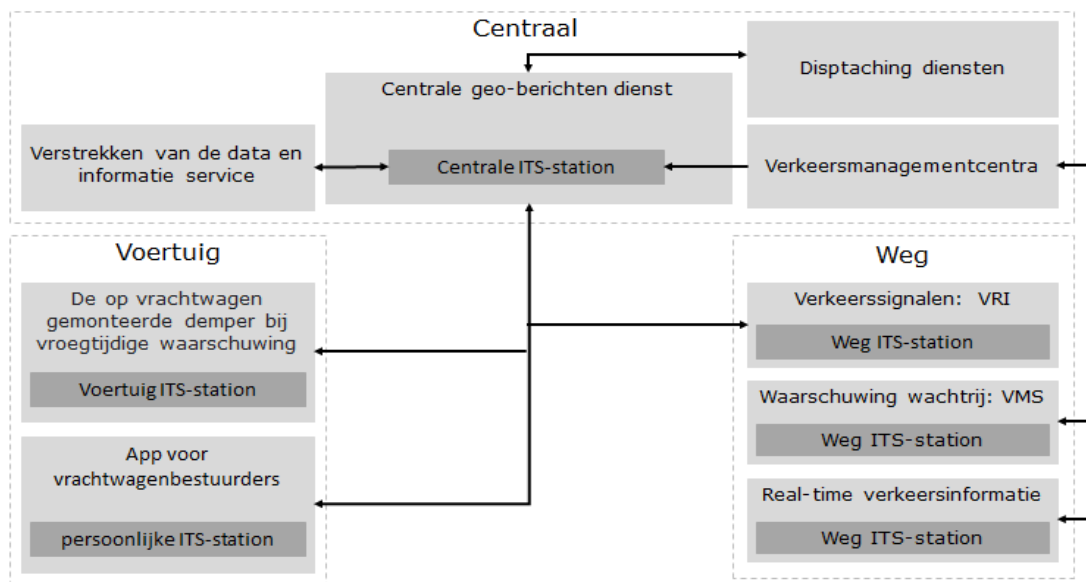 Centraal
Disptaching diensten
Centrale geo-berichten dienst
Verstrekken van de data en
informatie service
Centrale ITS-station
Verkeersmanagementcentra
Voertuig
De op vrachtwagen
gemonteerde demper bij
vroegtijdige waarschuwing
Voertuig ITS-station
App voor
vrachtwagenbestuurders
persoonlijke ITS-station
Weg
Verkeerssignalen: VRI
Weg ITS-station
Waarschuwing wachtrij: VMS
Weg ITS-station
Real-time verkeersinformatie
Weg ITS-station